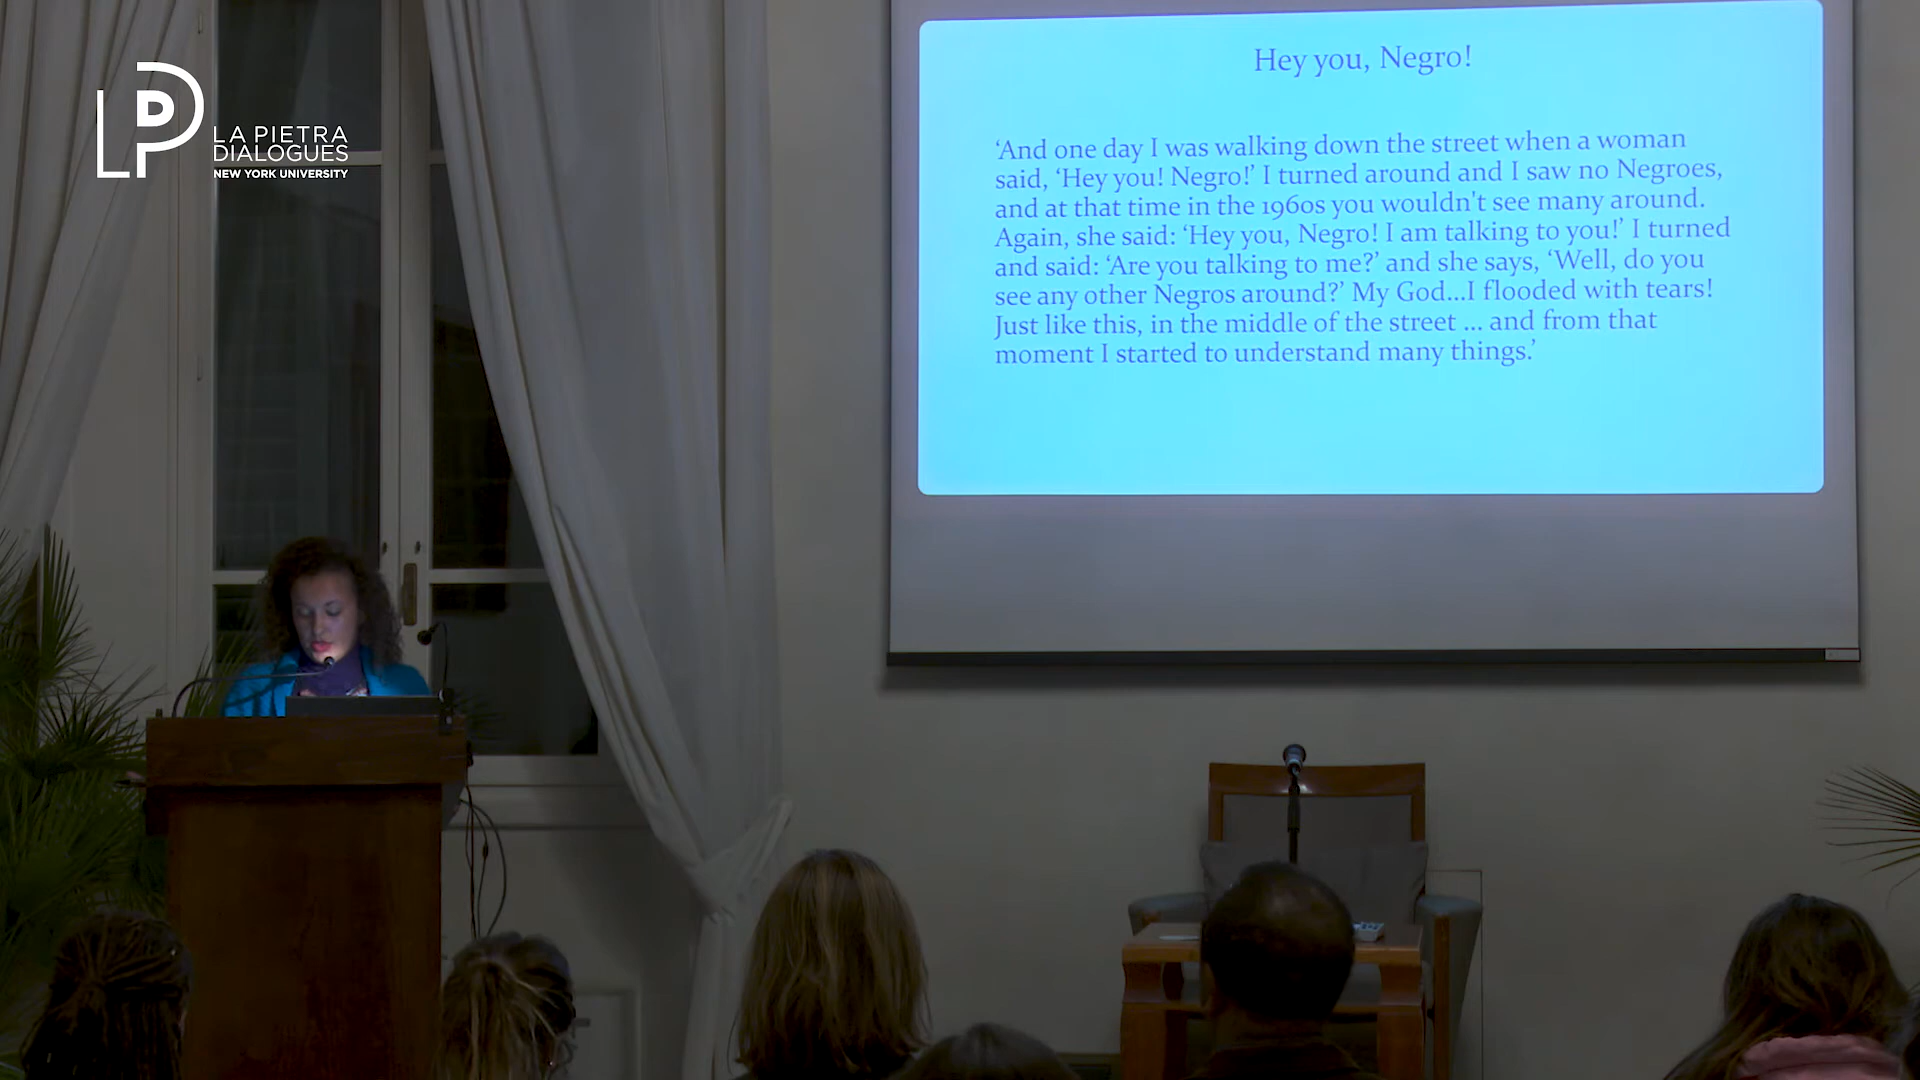 LPD
LA PIETRA
DIALOGUES
NEW YORK UNIVERSITY
Hey you, Negro!
‘And one day I was walking down the street when a woman
said, ‘Hey you! Negro!’ I turned around and I saw no Negroes,
and at that time in the 1960s you wouldn't see many around.
Again, she said: ‘Hey you, Negro! I am talking to you!’ I turned
and said: ‘Are you talking to me?’ and she says, ‘Well, do you
see any other Negros around?’ My God...I flooded with tears!
Just like this, in the middle of the street ... and from that
moment I started to understand many things.’